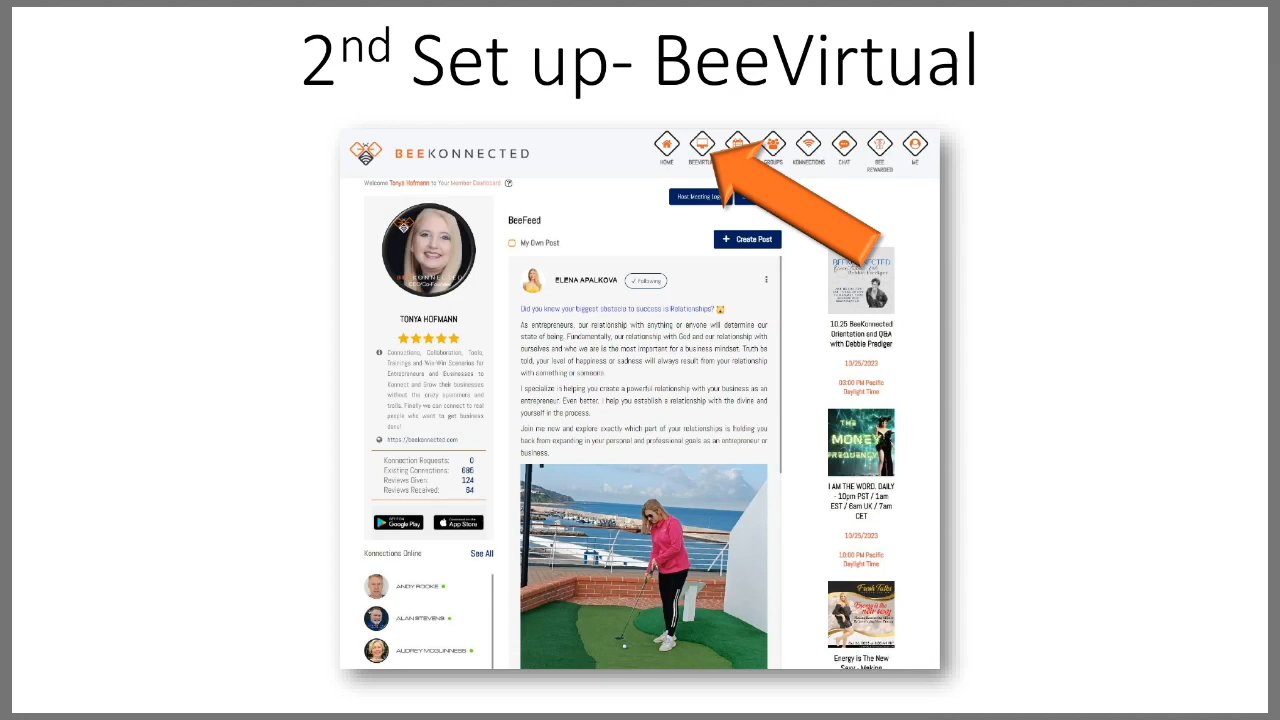 2nd Set up- BeeVirtual
BEEKONNECTED
HOME
GROUPS
KONNECTIONS
CHAT
BEE
REWARDED
ME
Welcome Tonya Hofmann to Your Member Dashboard.
Host Meeting
BeeFeed
My Own Post
+ Create Post
TONYA HOFMANN
Connections, Collaboration, Tools,
Trainings and Win-Win Scenarios for
Entrepreneurs and Businesses to
Konnect and Grow their businesses
without the crazy spammers and
trolls. Finally we can connect to real
people who want to get business
done!
https://beekonnected.com
Konnection Requests: 0
Existing Connections: 686
Reviews Given: 124
Reviews Received: 64
Google Play
App Store
Konnections Online See All
ANDY ROOKE
ALAN STEVENS
AUDREY MCGUINNESS
ELENA APALKOVA ✓ Following
Did you know your biggest obstacle to success is Relationships?
As entrepreneurs, our relationship with anything or anyone will determine our
state of being. Fundamentally, our relationship with God and our relationship with
ourselves and who we are is the most important for a business mindset. Truth be
told, your level of happiness or sadness will always result from your relationship
with something or someone.
I specialize in helping you create a powerful relationship with your business as an
entrepreneur. Even better, I help you establish a relationship with the divine and
yourself in the process.
Join me now and explore exactly which part of your relationships is holding you
back from expanding in your personal and professional goals as an entrepreneur or
business.
10.25 BeeKonnected
Orientation and Q&A
with Debbie Prediger
10/25/2023
03:00 PM Pacific
Daylight Time
THE
MONEY
FREQUENCY
I AM THE WORD. DAILY
- 10pm PST / 1am
EST / 6am UK / 7am
CET
10/25/2023
10:00 PM Pacific
Daylight Time
Fresh Talks
Energy is the
new sexy
Energy is The New
Sexy - Making